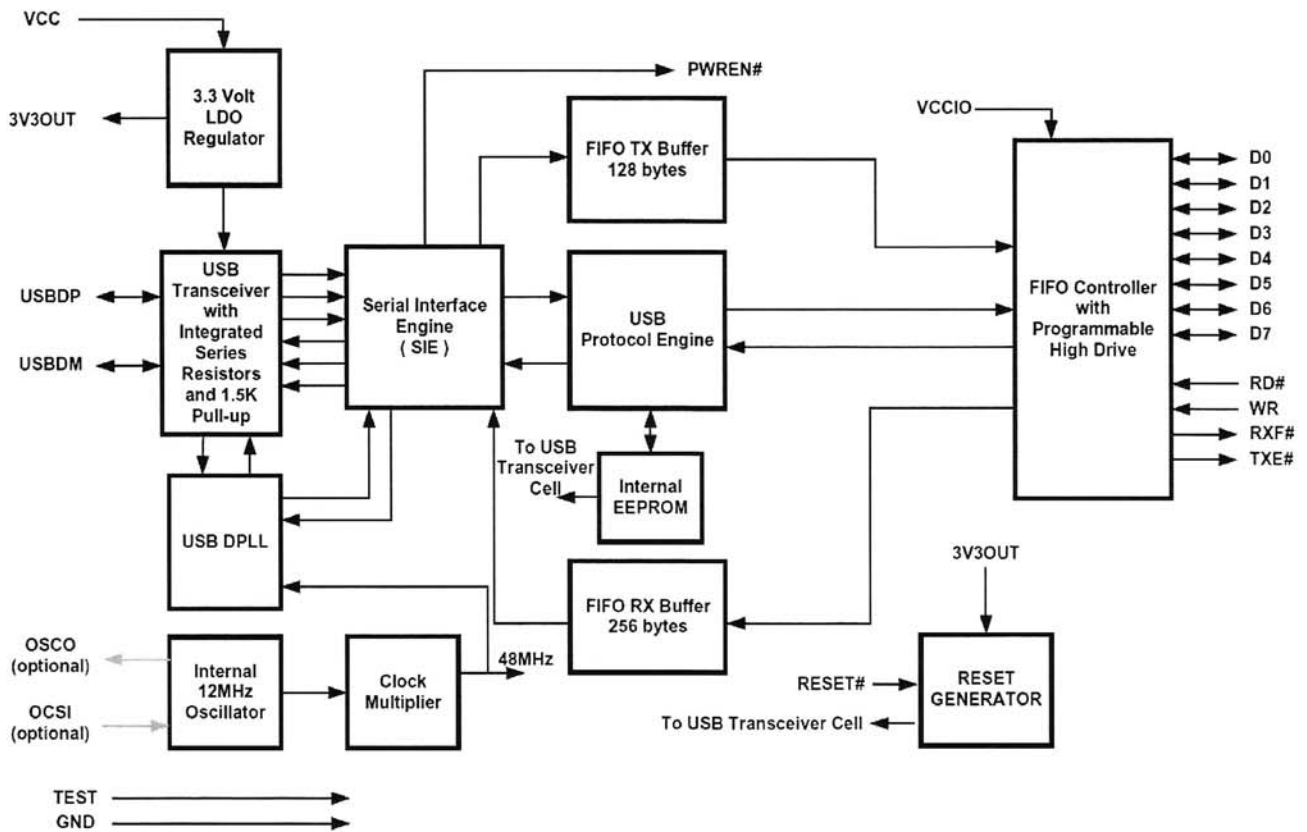 VCC
3.3 Volt
LDO
Regulator
3V3OUT
PWREN#
FIFO TX Buffer
128 bytes
VCCIO
FIFO Controller
with
Programmable
High Drive
D0
D1
D2
D3
D4
D5
D6
D7
RD#
WR
RXF#
TXE#
USBDP
USBDM
USB
Transceiver
with
Integrated
Series
Resistors
and 1.5K
Pull-up
Serial Interface
Engine
( SIE )
USB
Protocol Engine
To USB
Transceiver
Cell
Internal
EEPROM
USB DPLL
FIFO RX Buffer
256 bytes
3V3OUT
RESET#
RESET
GENERATOR
To USB Transceiver Cell
OSCO
(optional)
OCSI
(optional)
Internal
12MHz
Oscillator
Clock
Multiplier
48MHz
TEST
GND